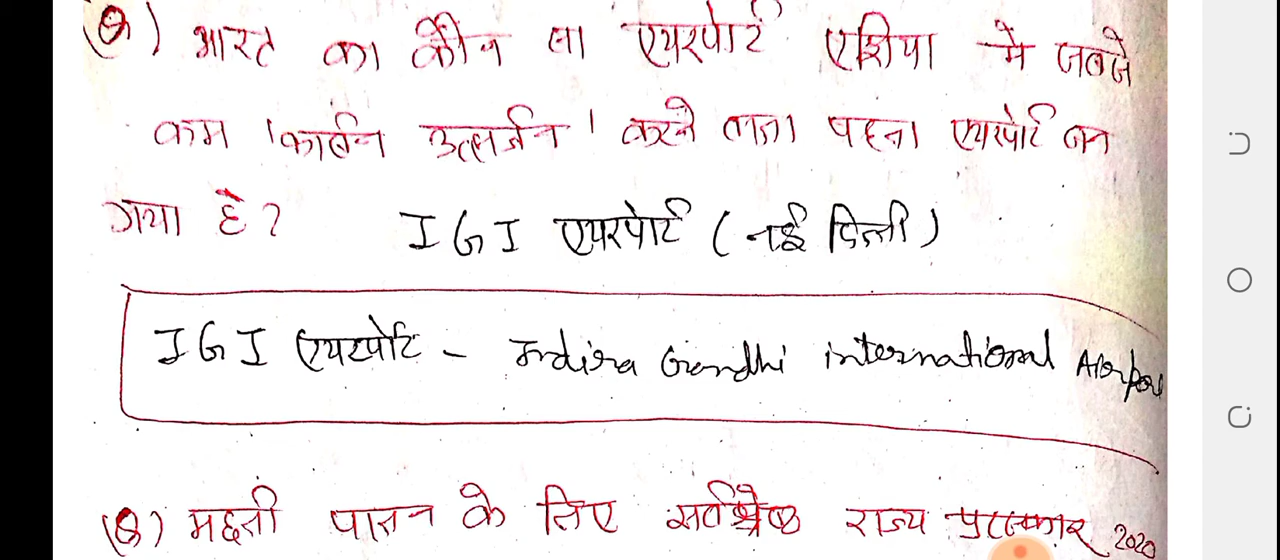 (Q) भारत का कौन सा एयरपोर्ट एशिया में सबसे
कम 'कार्बन उत्सर्जन' करने वाला पहला एयरपोर्ट बन
गया है? IGI एयरपोर्ट (नई दिल्ली)
IGI एयरपोर्ट - Indira Gandhi international Airpor
(Q) मछली पालन के लिए सर्वश्रेष्ठ राज्य पुरस्कार 2020